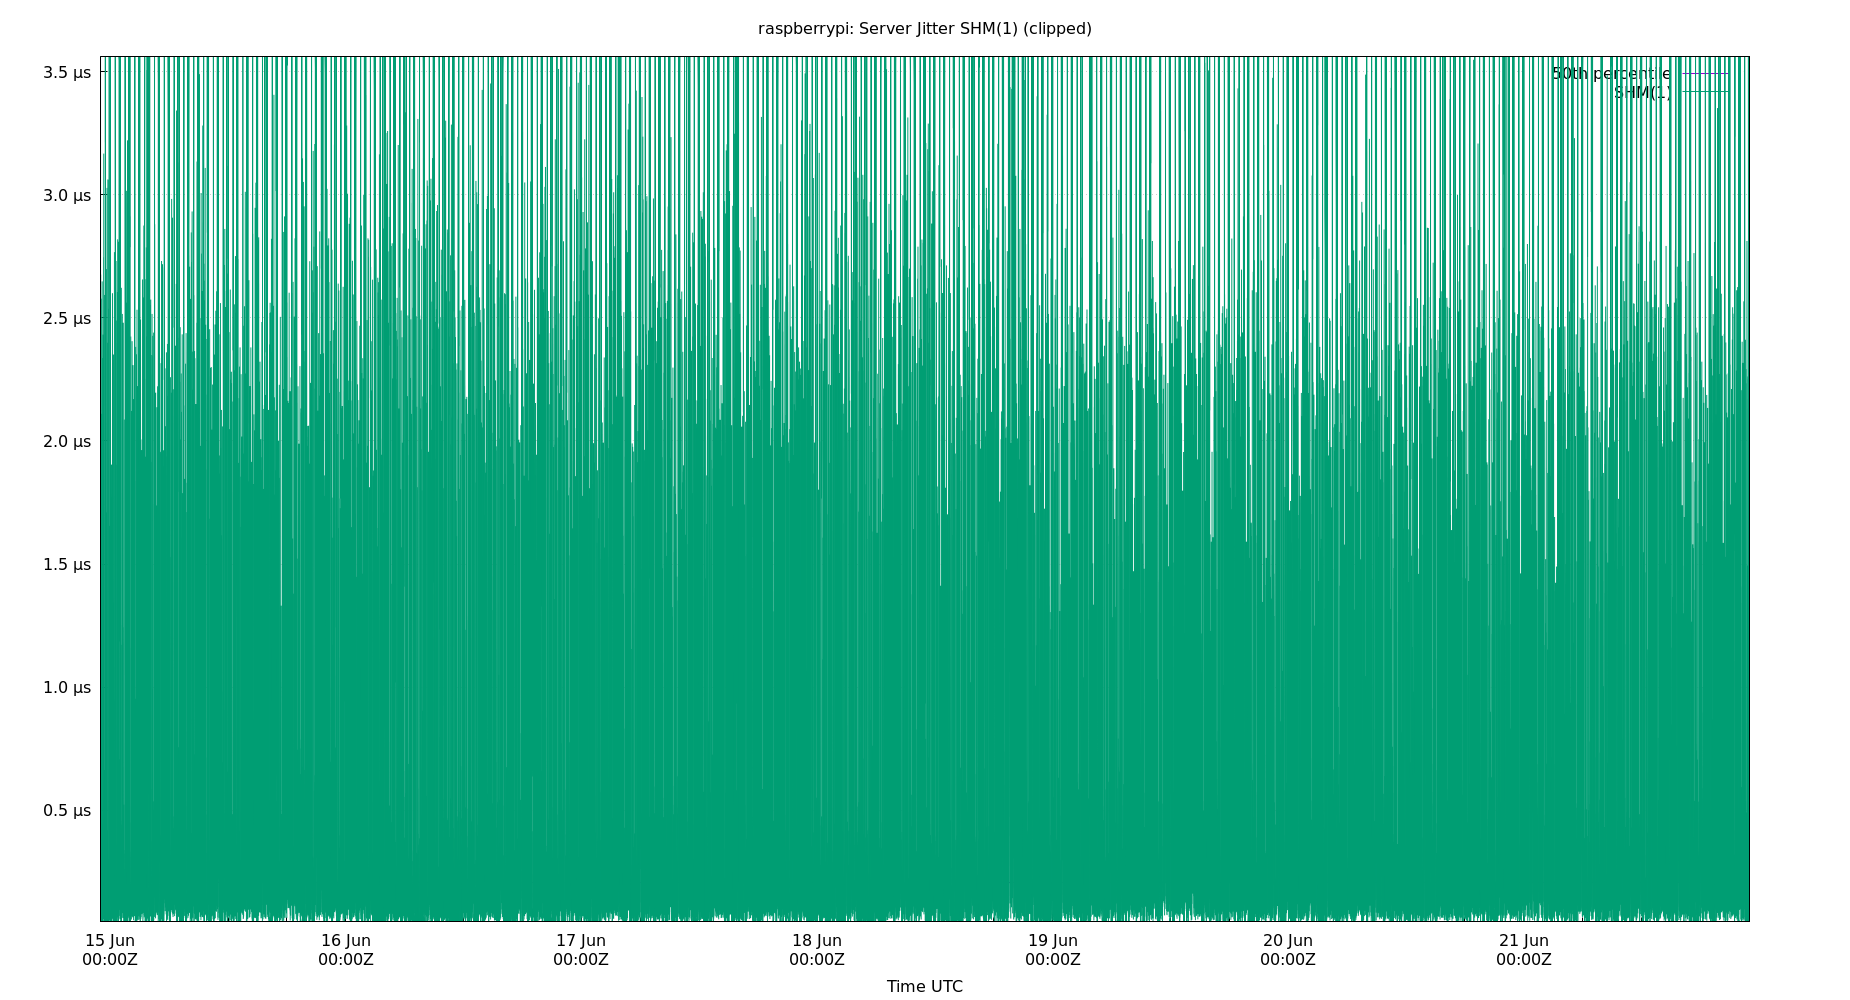 raspberrypi: Server Jitter SHM(1) (clipped)
3.5 µs
50th percentile
SHM(1)
3.0 µs
2.5 µs
2.0 µs
1.5 µs
1.0 µs
0.5 µs
15 Jun 16 Jun 17 Jun 18 Jun 19 Jun 20 Jun 21 Jun
00:00Z 00:00Z 00:00Z 00:00Z 00:00Z 00:00Z 00:00Z
Time UTC